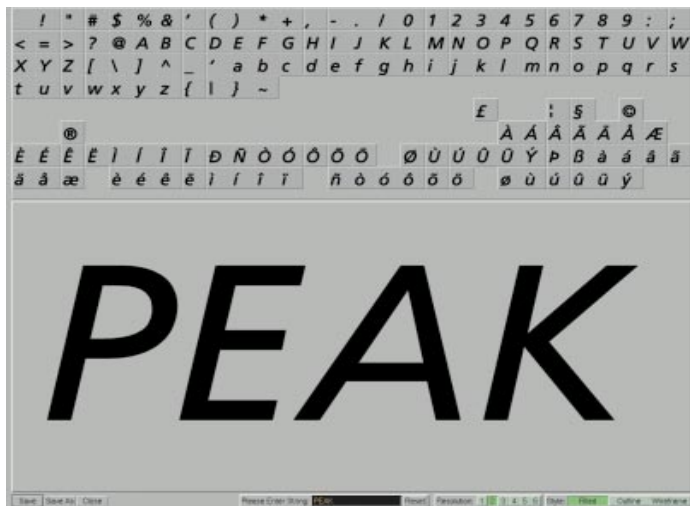 ! " # $ % & ' ( ) * + , - . / 0 1 2 3 4 5 6 7 8 9 : ;
< = > ? @ A B C D E F G H I J K L M N O P Q R S T U V W
X Y Z [ \ ] ^ _ ‘ a b c d e f g h i j k l m n o p q r s
t u v w x y z { | } ~
£ ¦ § ©
® À Á Â Ã Ä Å Æ
È É Ê Ë Ì Í Î Ï Ð Ñ Ò Ó Ô Õ Ö Ø Ù Ú Û Ü Ý Þ ß à á â ã
ä å æ è é ê ë ì í î ï ñ ò ó ô õ ö ø ù ú û ü ý
PEAK
Save Save As Close Please Enter String: PEAK Reset Resolution: 1 2 3 4 5 6 Style: Filled Outline Wireframe